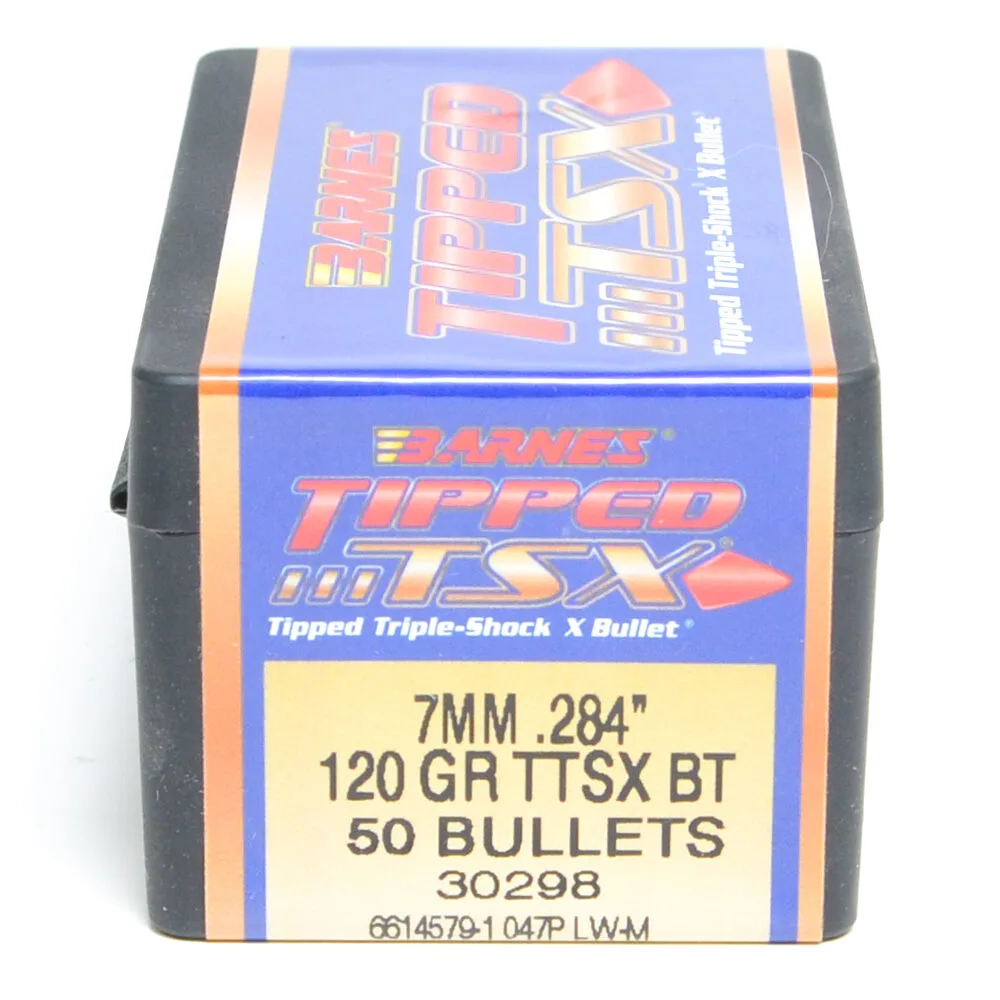 BARNES®
TIPPED
TSX
Tipped Triple-Shock® X Bullet®
BARNES®
TIPPED
TSX®
Tipped Triple-Shock X Bullet®
7MM .284"
120 GR TTSX BT
50 BULLETS
30298
6614579-1 047P LW-M